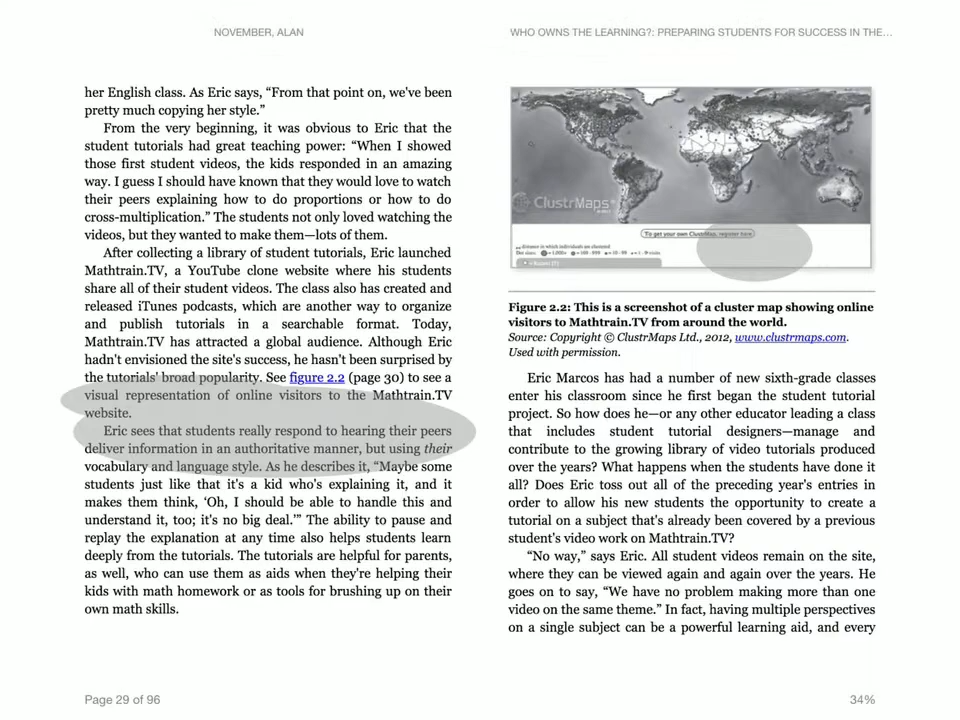 NOVEMBER, ALAN
WHO OWNS THE LEARNING?: PREPARING STUDENTS FOR SUCCESS IN THE…
her English class. As Eric says, “From that point on, we've been
pretty much copying her style.”
From the very beginning, it was obvious to Eric that the
student tutorials had great teaching power: “When I showed
those first student videos, the kids responded in an amazing
way. I guess I should have known that they would love to watch
their peers explaining how to do proportions or how to do
cross-multiplication.” The students not only loved watching the
videos, but they wanted to make them—lots of them.
After collecting a library of student tutorials, Eric launched
Mathtrain.TV, a YouTube clone website where his students
share all of their student videos. The class also has created and
released iTunes podcasts, which are another way to organize
and publish tutorials in a searchable format. Today,
Mathtrain.TV has attracted a global audience. Although Eric
hadn't envisioned the site's success, he hasn't been surprised by
the tutorials' broad popularity. See figure 2.2 (page 30) to see a
visual representation of online visitors to the Mathtrain.TV
website.
Eric sees that students really respond to hearing their peers
deliver information in an authoritative manner, but using their
vocabulary and language style. As he describes it, “Maybe some
students just like that it's a kid who's explaining it, and it
makes them think, ‘Oh, I should be able to handle this and
understand it, too; it's no big deal.’” The ability to pause and
replay the explanation at any time also helps students learn
deeply from the tutorials. The tutorials are helpful for parents,
as well, who can use them as aids when they're helping their
kids with math homework or as tools for brushing up on their
own math skills.
Page 29 of 96
ClustrMaps
To get your own ClustrMap, register here
distance in which individuals are clustered
Figure 2.2: This is a screenshot of a cluster map showing online
visitors to Mathtrain.TV from around the world.
Source: Copyright © ClustrMaps Ltd., 2012, www.clustrmaps.com.
Used with permission.
Eric Marcos has had a number of new sixth-grade classes
enter his classroom since he first began the student tutorial
project. So how does he—or any other educator leading a class
that includes student tutorial designers—manage and
contribute to the growing library of video tutorials produced
over the years? What happens when the students have done it
all? Does Eric toss out all of the preceding year's entries in
order to allow his new students the opportunity to create a
tutorial on a subject that's already been covered by a previous
student's video work on Mathtrain.TV?
“No way,” says Eric. All student videos remain on the site,
where they can be viewed again and again over the years. He
goes on to say, “We have no problem making more than one
video on the same theme.” In fact, having multiple perspectives
on a single subject can be a powerful learning aid, and every
34%